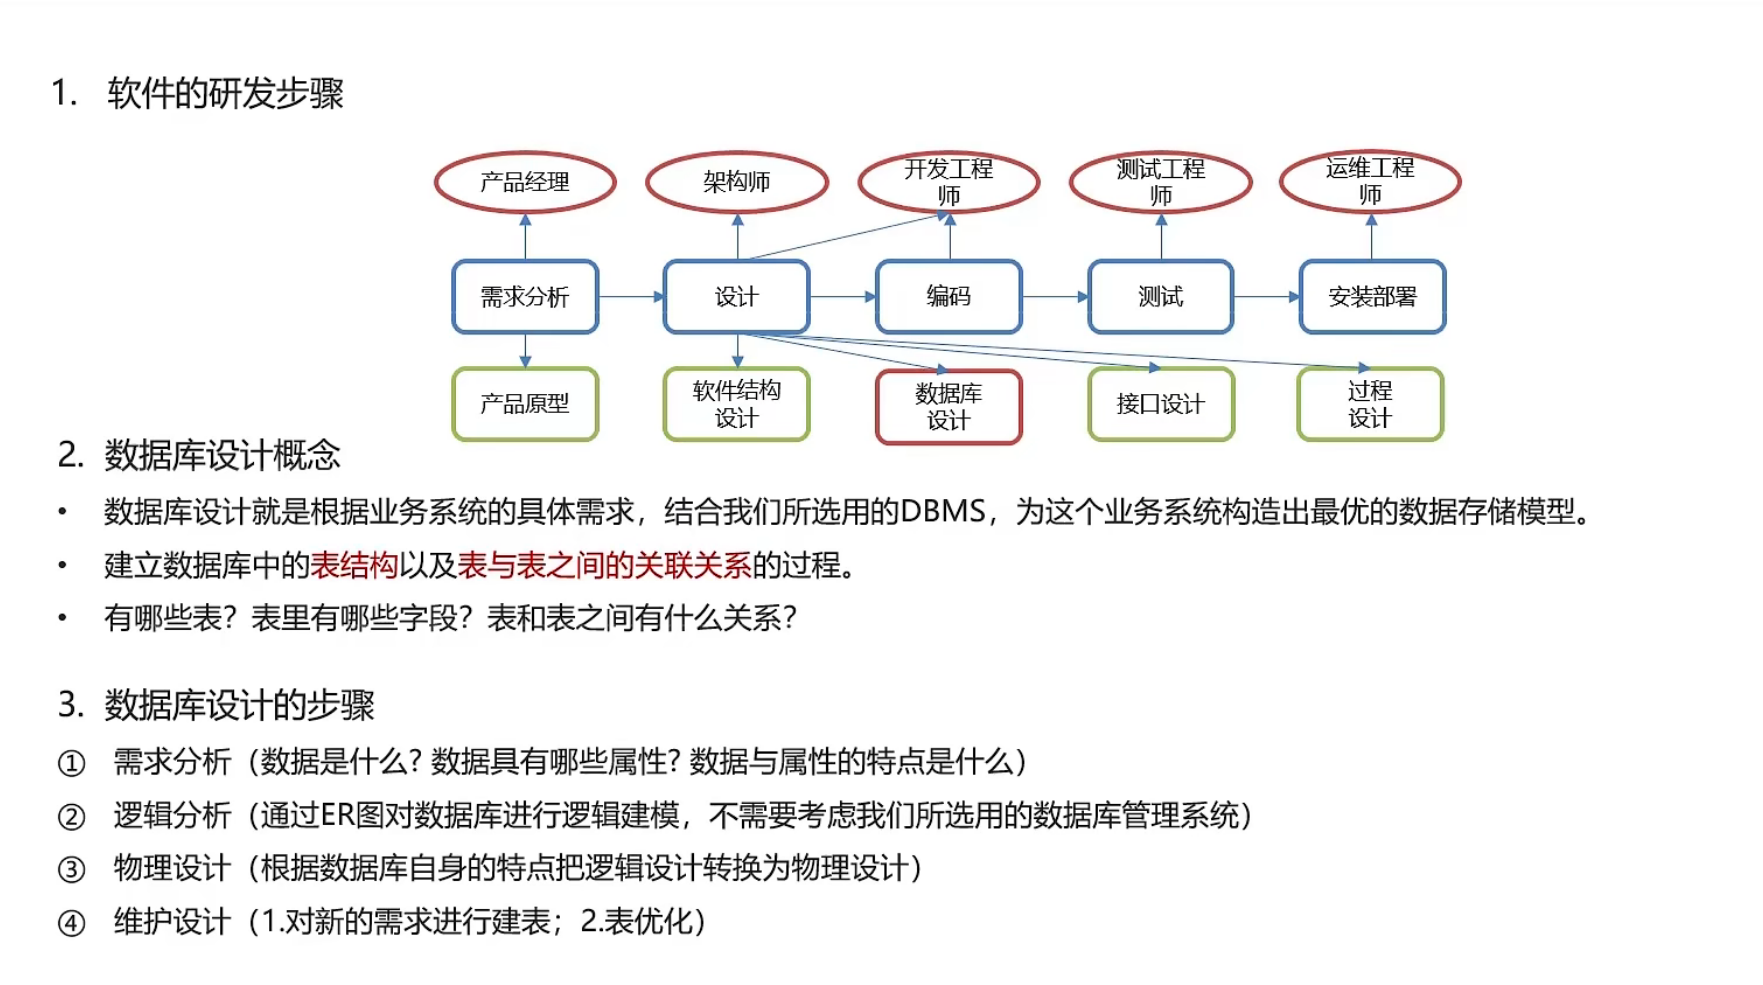 1. 软件的研发步骤
产品经理
架构师
开发工程
师
测试工程
师
运维工程
师
需求分析
设计
编码
测试
安装部署
产品原型
软件结构
设计
数据库
设计
接口设计
过程
设计
2. 数据库设计概念
• 数据库设计就是根据业务系统的具体需求，结合我们所选用的DBMS，为这个业务系统构造出最优的数据存储模型。
• 建立数据库中的表结构以及表与表之间的关联关系的过程。
• 有哪些表？表里有哪些字段？表和表之间有什么关系？
3. 数据库设计的步骤
① 需求分析（数据是什么? 数据具有哪些属性? 数据与属性的特点是什么）
② 逻辑分析（通过ER图对数据库进行逻辑建模，不需要考虑我们所选用的数据库管理系统）
③ 物理设计（根据数据库自身的特点把逻辑设计转换为物理设计）
④ 维护设计（1.对新的需求进行建表；2.表优化）